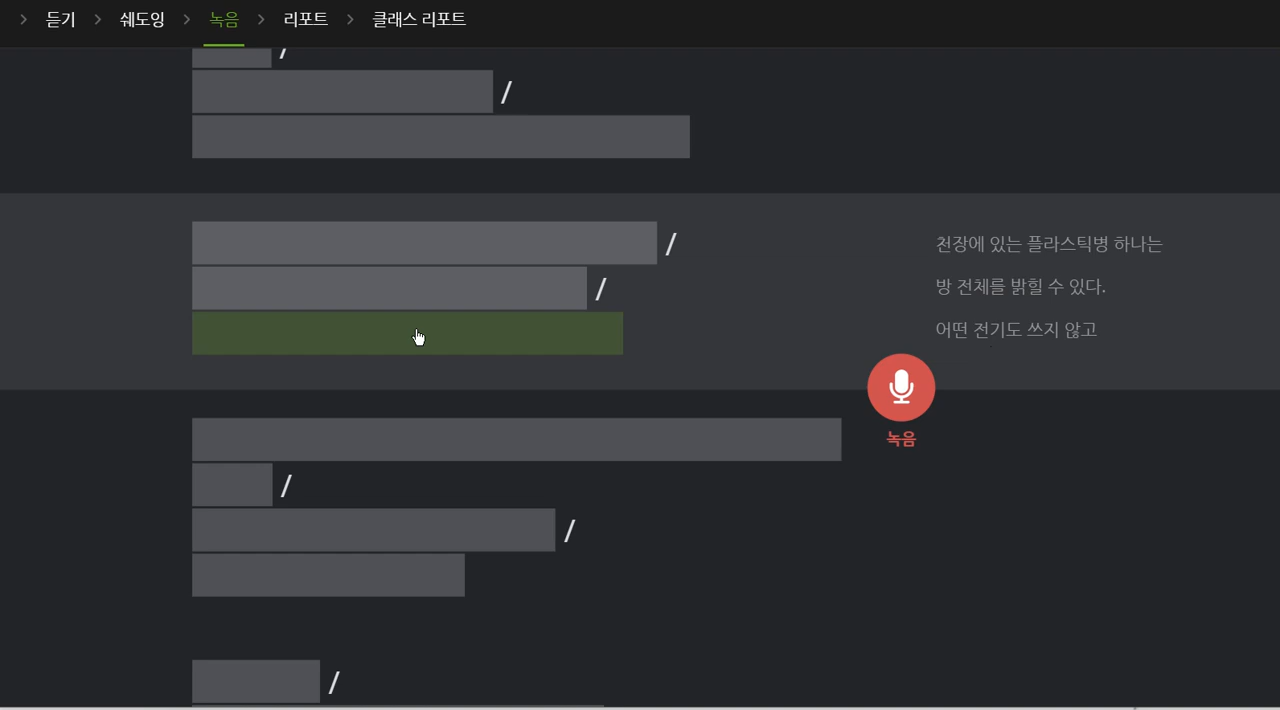 > 듣기 > 쉐도잉 > 녹음 > 리포트 > 클래스 리포트
/
/
/
천장에 있는 플라스틱병 하나는
/
방 전체를 밝힐 수 있다.
어떤 전기도 쓰지 않고
녹음
/
/
/